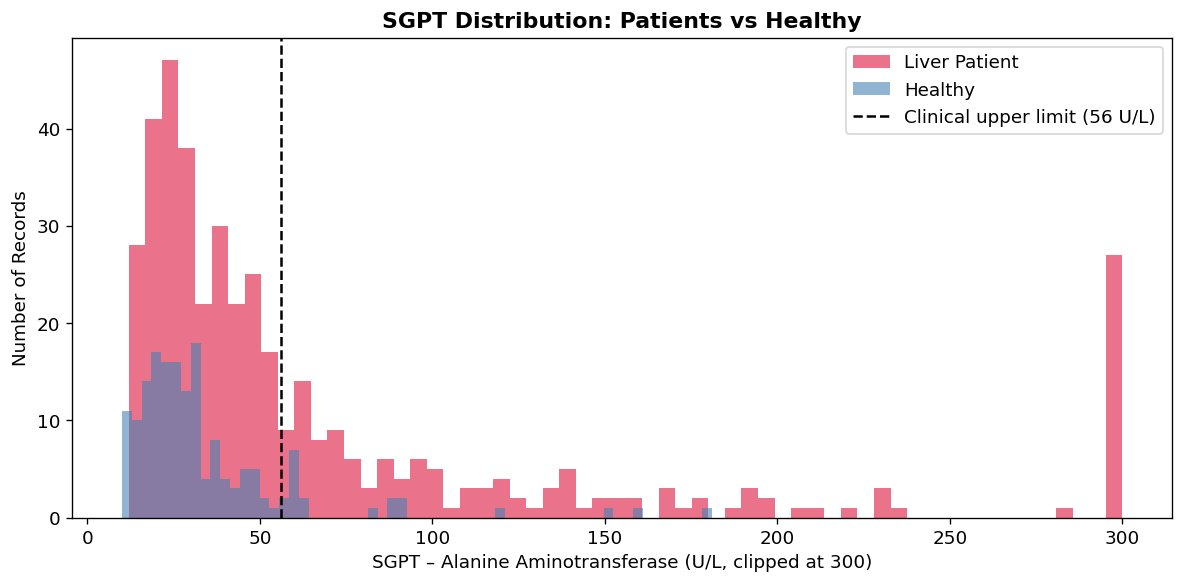 SGPT Distribution: Patients vs Healthy
Liver Patient
Healthy
Clinical upper limit (56 U/L)
Number of Records
40
30
20
10
0
0 50 100 150 200 250 300
SGPT – Alanine Aminotransferase (U/L, clipped at 300)